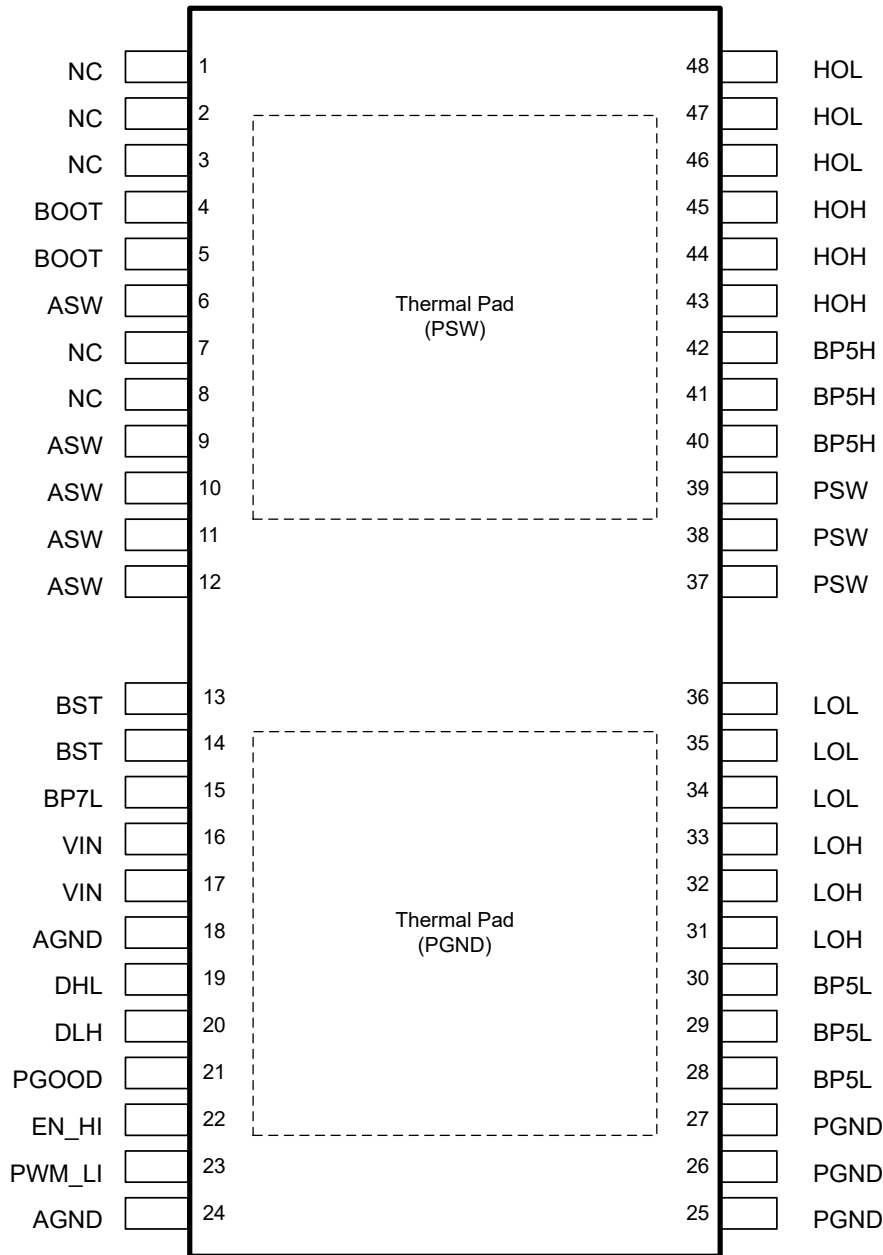 NC 1 48 HOL
NC 2 47 HOL
NC 3 46 HOL
BOOT 4 45 HOH
BOOT 5 44 HOH
ASW 6 43 HOH
Thermal Pad
(PSW)
NC 7 42 BP5H
NC 8 41 BP5H
ASW 9 40 BP5H
ASW 10 39 PSW
ASW 11 38 PSW
ASW 12 37 PSW
BST 13 36 LOL
BST 14 35 LOL
BP7L 15 34 LOL
VIN 16 33 LOH
VIN 17 32 LOH
AGND 18 31 LOH
Thermal Pad
(PGND)
DHL 19 30 BP5L
DLH 20 29 BP5L
PGOOD 21 28 BP5L
EN_HI 22 27 PGND
PWM_LI 23 26 PGND
AGND 24 25 PGND